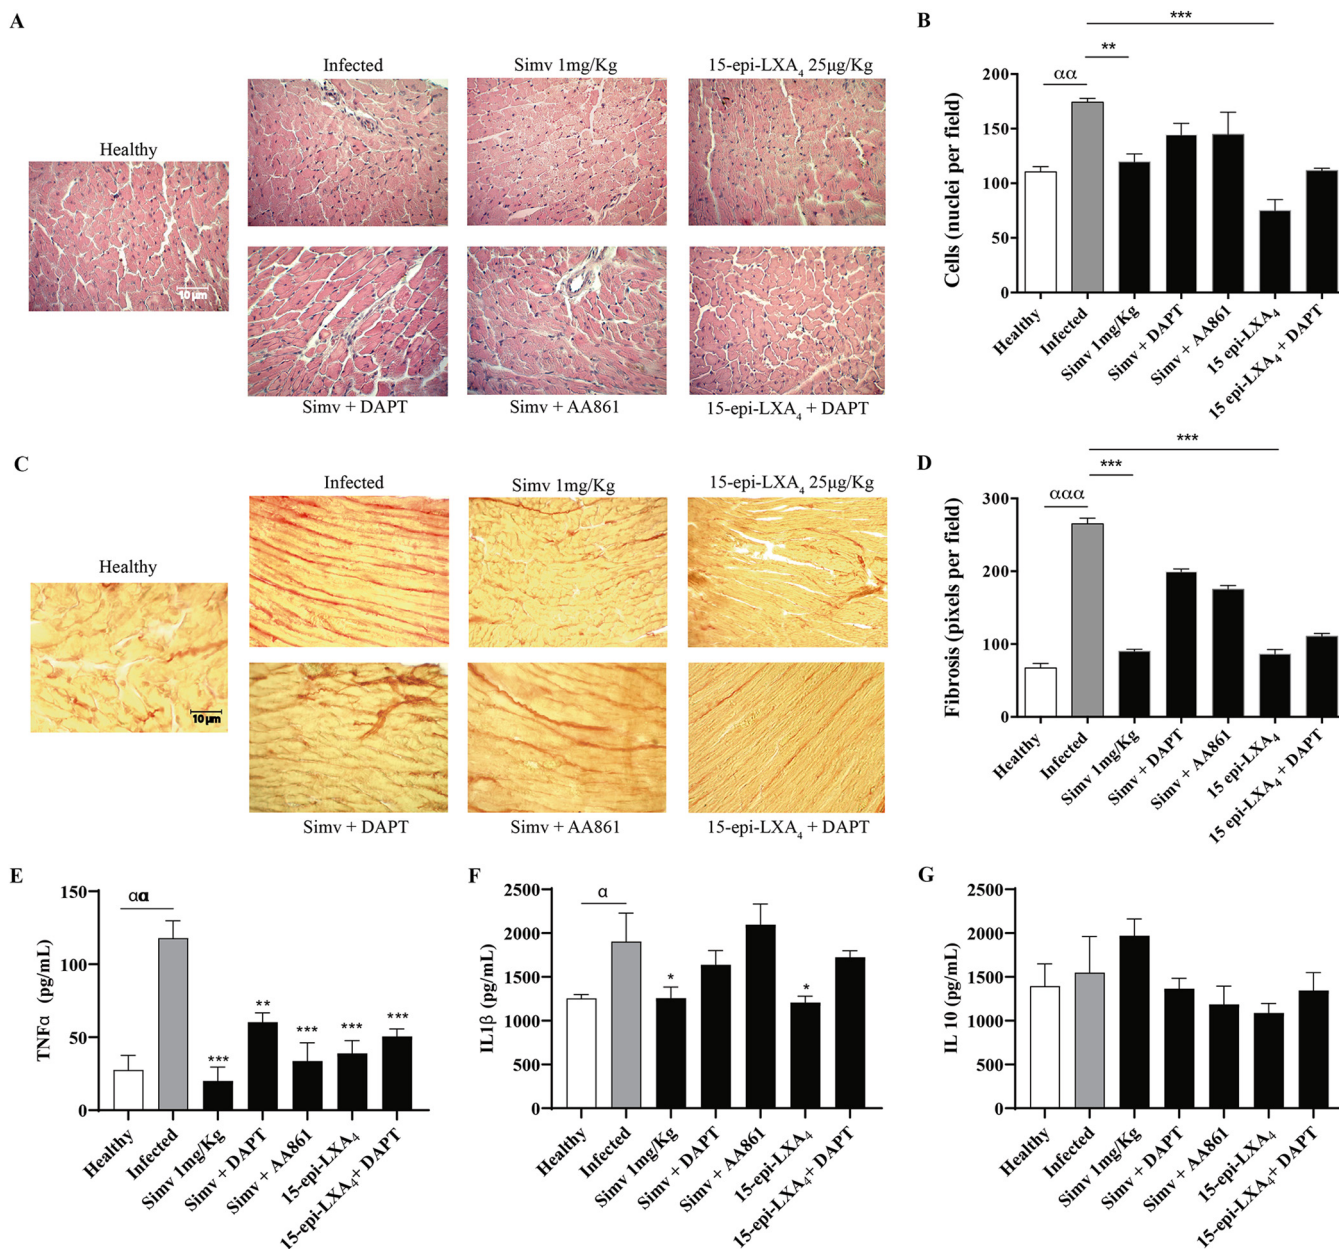 A
Infected
Simv 1mg/Kg
15-epi-LXA₄ 25μg/Kg
Healthy
10 μm
Simv + DAPT
Simv + AA861
15-epi-LXA₄ + DAPT
B
***
**
αα
Cells (nuclei per field)
200
150
100
50
0
Healthy
Infected
Simv 1mg/Kg
Simv + DAPT
Simv + AA861
15 epi-LXA₄
15 epi-LXA₄ + DAPT
C
Infected
Simv 1mg/Kg
15-epi-LXA₄ 25μg/Kg
Healthy
10 μm
Simv + DAPT
Simv + AA861
15-epi-LXA₄ + DAPT
D
***
***
ααα
Fibrosis (pixels per field)
300
200
100
0
Healthy
Infected
Simv 1mg/Kg
Simv + DAPT
Simv + AA861
15 epi-LXA₄
15 epi-LXA₄ + DAPT
E
αα
TNFα (pg/mL)
150
100
50
0
***
**
***
***
***
Healthy
Infected
Simv 1mg/Kg
Simv + DAPT
Simv + AA861
15-epi-LXA₄
15-epi-LXA₄+ DAPT
F
α
IL1β (pg/mL)
2500
2000
1500
1000
500
0
*
*
Healthy
Infected
Simv 1mg/Kg
Simv + DAPT
Simv + AA861
15-epi-LXA₄
15-epi-LXA₄ + DAPT
G
IL 10 (pg/mL)
2500
2000
1500
1000
500
0
Healthy
Infected
Simv 1mg/Kg
Simv + DAPT
Simv + AA861
15-epi-LXA₄
15-epi-LXA₄+ DAPT